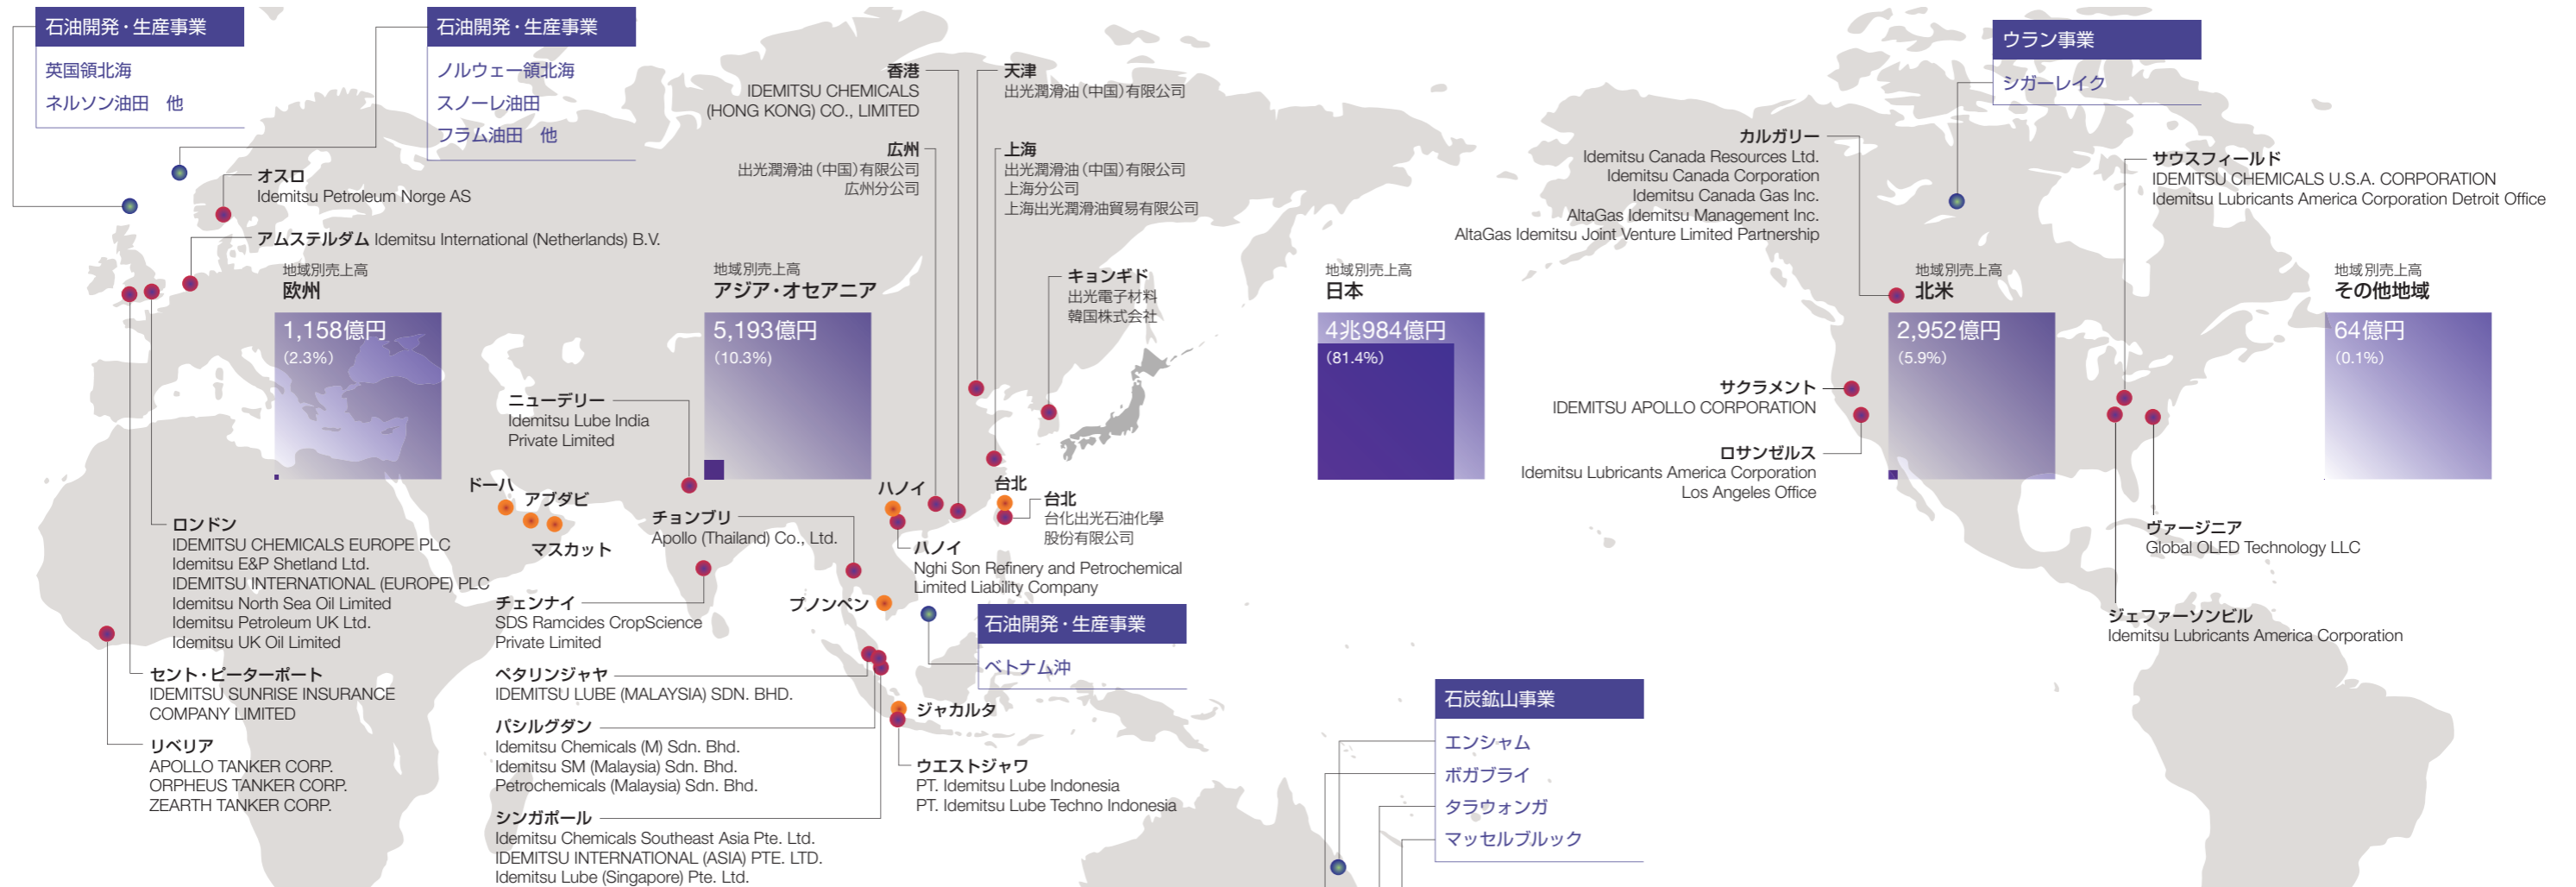 石油開発・生産事業
英国領北海
ネルソン油田　他
石油開発・生産事業
ノルウェー領北海
スノーレ油田
フラム油田　他
オスロ
Idemitsu Petroleum Norge AS
アムステルダム Idemitsu International (Netherlands) B.V.
地域別売上高
欧州
1,158億円
(2.3%)
ロンドン
IDEMITSU CHEMICALS EUROPE PLC
Idemitsu E&P Shetland Ltd.
IDEMITSU INTERNATIONAL (EUROPE) PLC
Idemitsu North Sea Oil Limited
Idemitsu Petroleum UK Ltd.
Idemitsu UK Oil Limited
セント・ピーターポート
IDEMITSU SUNRISE INSURANCE
COMPANY LIMITED
リベリア
APOLLO TANKER CORP.
ORPHEUS TANKER CORP.
ZEARTH TANKER CORP.
香港
IDEMITSU CHEMICALS
(HONG KONG) CO., LIMITED
広州
出光潤滑油（中国）有限公司
広州分公司
天津
出光潤滑油（中国）有限公司
上海
出光潤滑油（中国）有限公司
上海分公司
上海出光潤滑油貿易有限公司
地域別売上高
アジア・オセアニア
5,193億円
(10.3%)
キョンギド
出光電子材料
韓国株式会社
ニューデリー
Idemitsu Lube India
Private Limited
ドーハ
アブダビ
マスカット
チョンブリ
Apollo (Thailand) Co., Ltd.
ハノイ
ハノイ
Nghi Son Refinery and Petrochemical
Limited Liability Company
台北
台北
台化出光石油化學
股份有限公司
チェンナイ
SDS Ramcides CropScience
Private Limited
プノンペン
石油開発・生産事業
ベトナム沖
ペタリンジャヤ
IDEMITSU LUBE (MALAYSIA) SDN. BHD.
パシルグダン
Idemitsu Chemicals (M) Sdn. Bhd.
Idemitsu SM (Malaysia) Sdn. Bhd.
Petrochemicals (Malaysia) Sdn. Bhd.
シンガポール
Idemitsu Chemicals Southeast Asia Pte. Ltd.
IDEMITSU INTERNATIONAL (ASIA) PTE. LTD.
Idemitsu Lube (Singapore) Pte. Ltd.
ジャカルタ
ウエストジャワ
PT. Idemitsu Lube Indonesia
PT. Idemitsu Lube Techno Indonesia
地域別売上高
日本
4兆984億円
(81.4%)
石炭鉱山事業
エンシャム
ボガブライ
タラウォンガ
マッセルブルック
ウラン事業
シガーレイク
カルガリー
Idemitsu Canada Resources Ltd.
Idemitsu Canada Corporation
Idemitsu Canada Gas Inc.
AltaGas Idemitsu Management Inc.
AltaGas Idemitsu Joint Venture Limited Partnership
サウスフィールド
IDEMITSU CHEMICALS U.S.A. CORPORATION
Idemitsu Lubricants America Corporation Detroit Office
地域別売上高
北米
2,952億円
(5.9%)
地域別売上高
その他地域
64億円
(0.1%)
サクラメント
IDEMITSU APOLLO CORPORATION
ロサンゼルス
Idemitsu Lubricants America Corporation
Los Angeles Office
ヴァージニア
Global OLED Technology LLC
ジェファーソンビル
Idemitsu Lubricants America Corporation